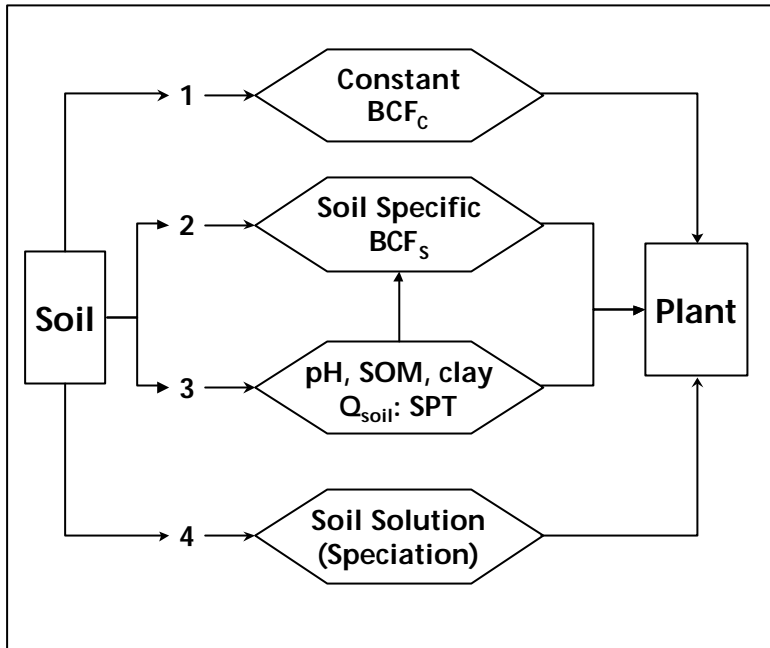 1
Constant
BCF_C
2
Soil Specific
BCF_S
Soil
Plant
3
pH, SOM, clay
Q_soil: SPT
4
Soil Solution
(Speciation)